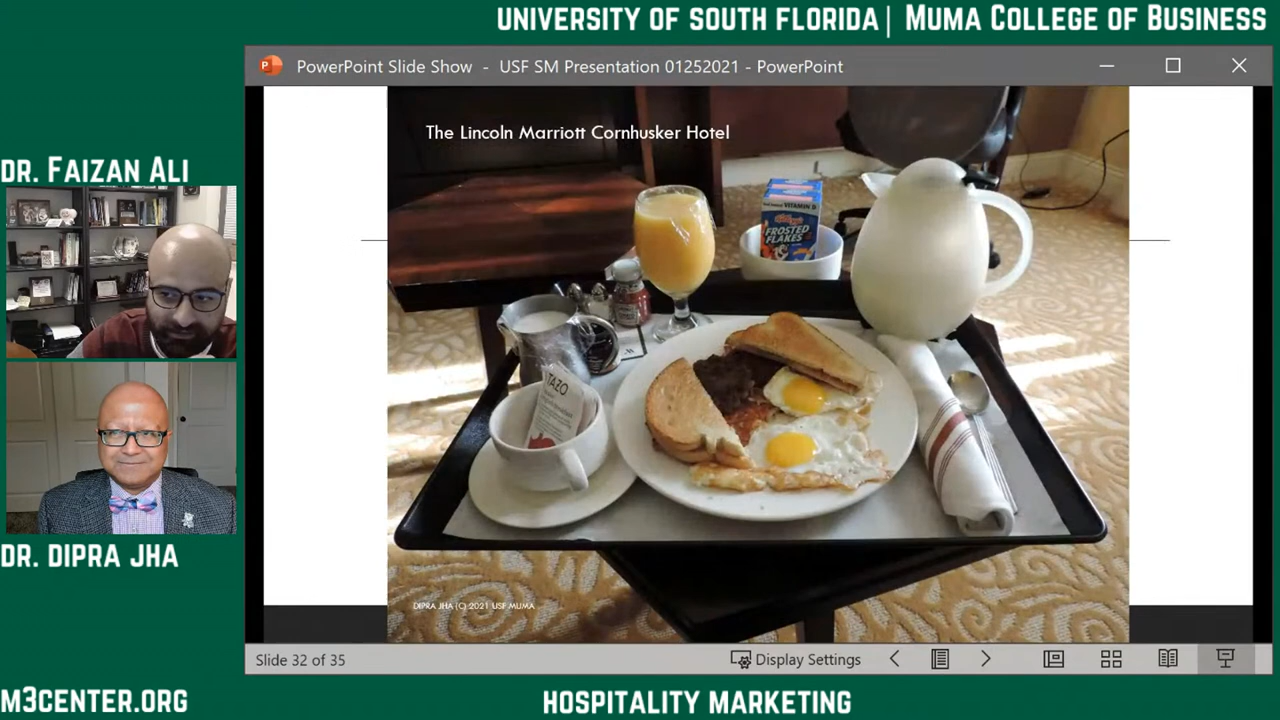 UNIVERSITY OF SOUTH FLORIDA| MUMA COLLEGE OF BUSINESS
PowerPoint Slide Show - USF SM Presentation 01252021 - PowerPoint
The Lincoln Marriott Cornhusker Hotel
DR. FAIZAN ALI
VITAMIN D
Kellogg's
FROSTED
FLAKES
TAZO
DR. DIPRA JHA
DIPRA JHA (C) 2021 USF MUMA
Slide 32 of 35
Display Settings
M3CENTER.ORG
HOSPITALITY MARKETING